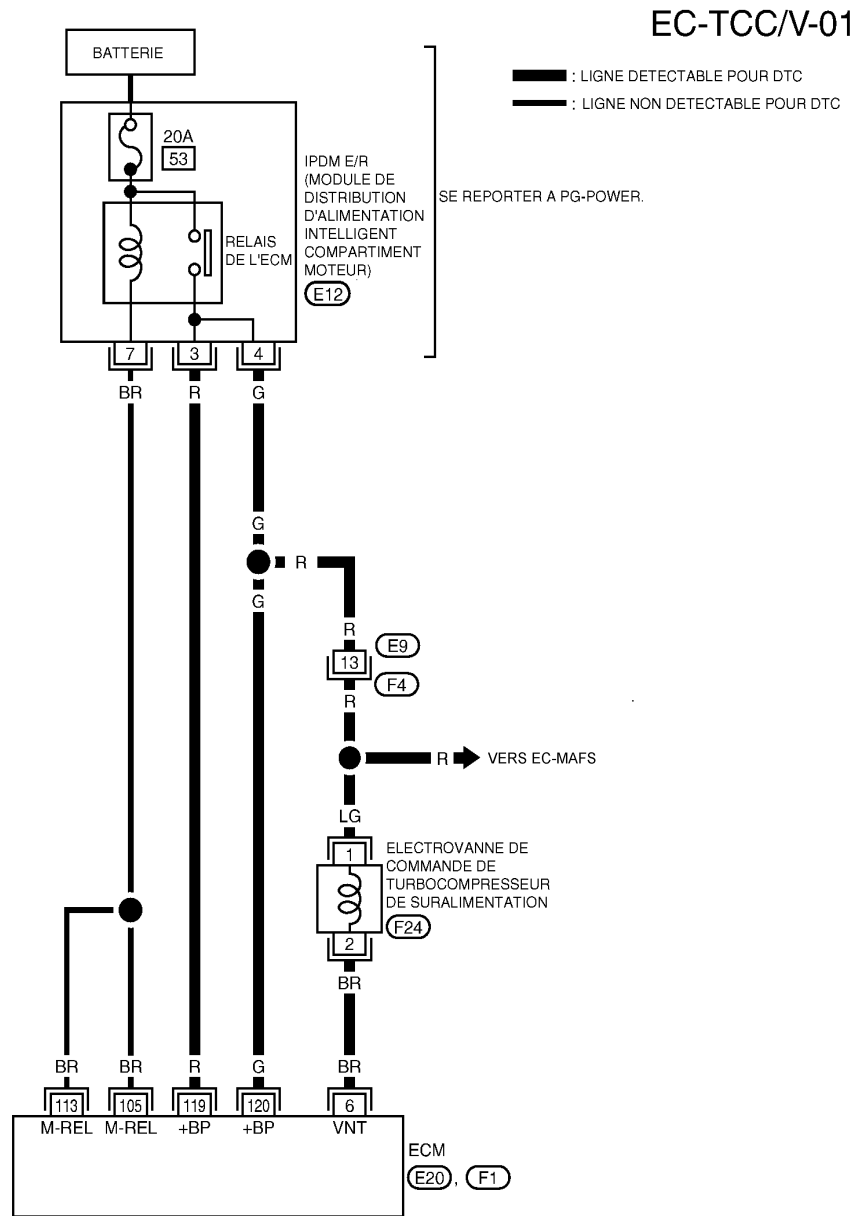 EC-TCC/V-01
BATTERIE
: LIGNE DETECTABLE POUR DTC
: LIGNE NON DETECTABLE POUR DTC
20A
53
IPDM E/R
(MODULE DE
DISTRIBUTION
D'ALIMENTATION
INTELLIGENT
COMPARTIMENT
MOTEUR)
E12
SE REPORTER A PG-POWER.
RELAIS
DE L'ECM
7 3 4
BR R G
G
R
G
R
E9
13
F4
R
R VERS EC-MAFS
LG
1
ELECTROVANNE DE
COMMANDE DE
TURBOCOMPRESSEUR
DE SURALIMENTATION
F24
2
BR
BR BR R G BR
113 105 119 120 6
M-REL M-REL +BP +BP VNT
ECM
E20, F1